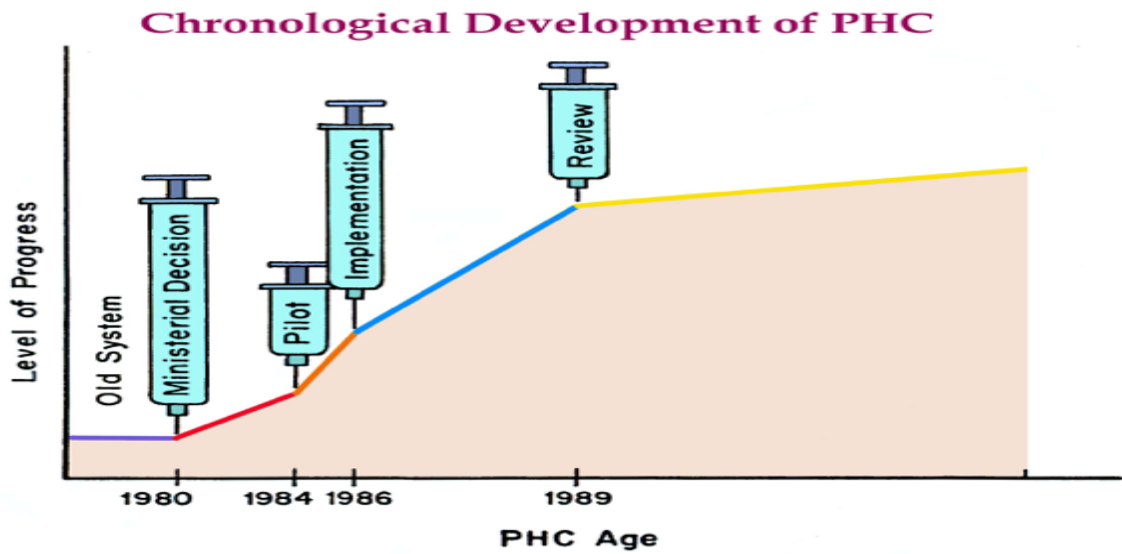 Chronological Development of PHC
Level of Progress
Old System
Ministerial Decision
Pilot
Implementation
Review
1980
1984
1986
1989
PHC Age